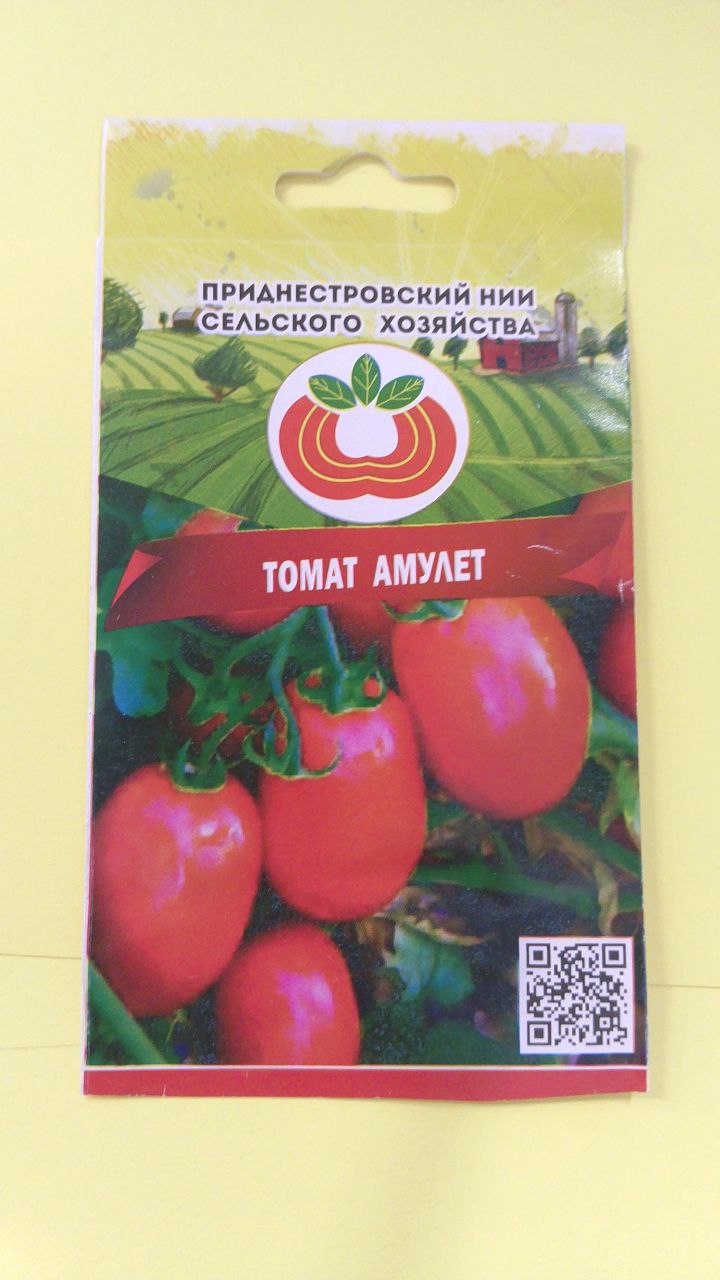 ПРИДНЕСТРОВСКИЙ НИИ
СЕЛЬСКОГО ХОЗЯЙСТВА
ТОМАТ АМУЛЕТ